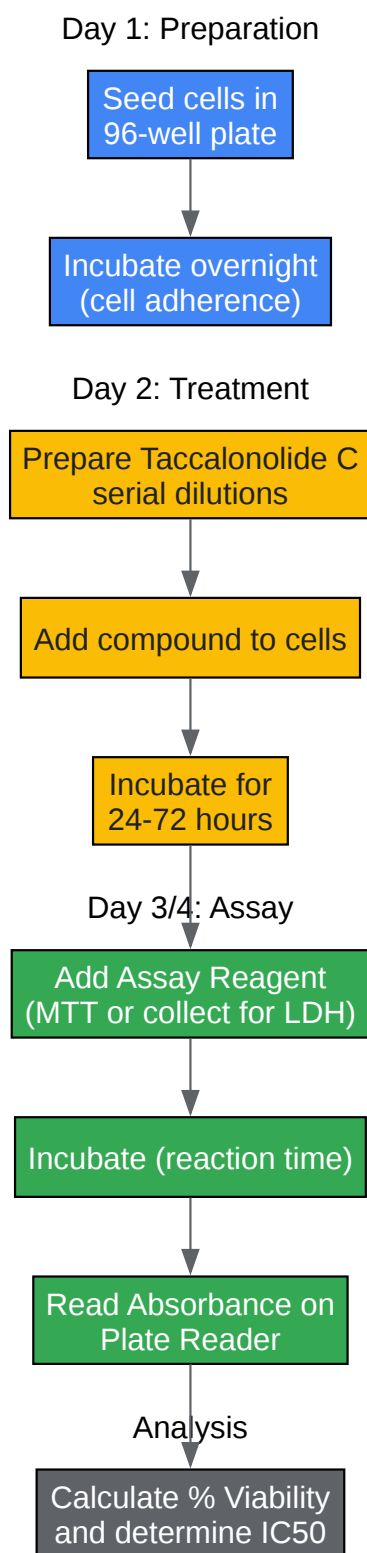 Day 1: Preparation
Seed cells in
96-well plate
Incubate overnight
(cell adherence)
Day 2: Treatment
Prepare Taccalonolide C
serial dilutions
Add compound to cells
Incubate for
24-72 hours
Day 3/4: Assay
Add Assay Reagent
(MTT or collect for LDH)
Incubate (reaction time)
Read Absorbance on
Plate Reader
Analysis
Calculate % Viability
and determine IC50